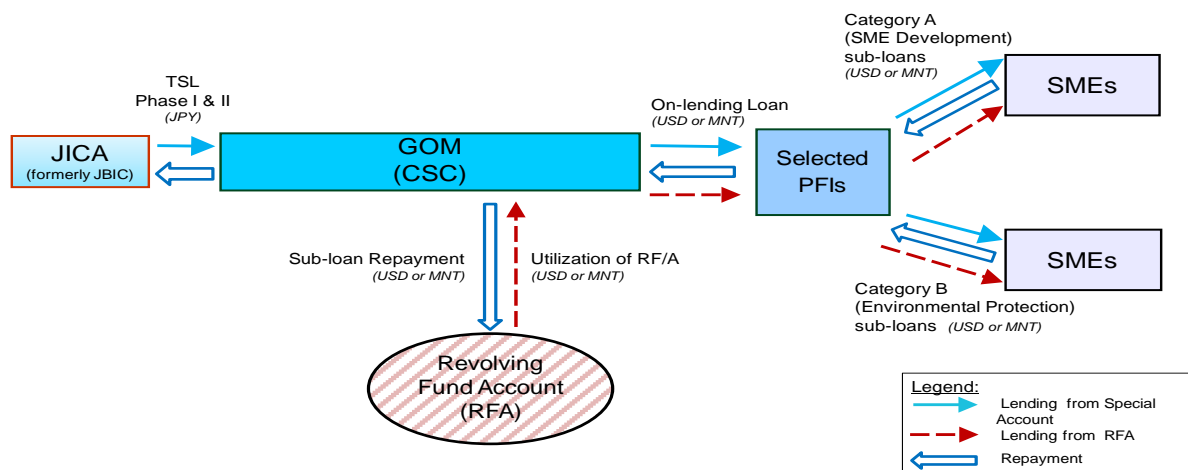 TSL
Phase I & II
(JPY)
JICA
(formerly JBIC)
GOM
(CSC)
On-lending Loan
(USD or MNT)
Selected
PFIs
Category A
(SME Development)
sub-loans
(USD or MNT)
SMEs
SMEs
Category B
(Environmental Protection)
sub-loans (USD or MNT)
Sub-loan Repayment
(USD or MNT)
Utilization of RF/A
(USD or MNT)
Revolving
Fund Account
(RFA)
Legend:
Lending from Special
Account
Lending from RFA
Repayment